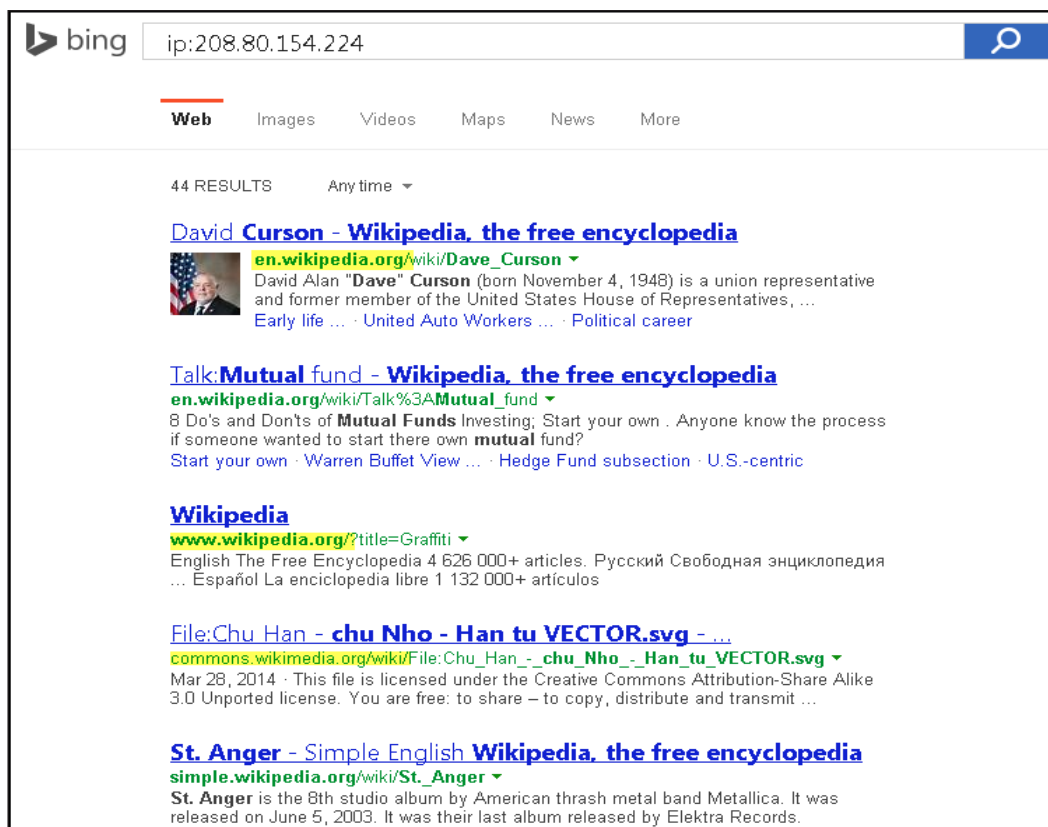 bing ip:208.80.154.224
Web Images Videos Maps News More
44 RESULTS Any time
David Curson - Wikipedia, the free encyclopedia
en.wikipedia.org/wiki/Dave_Curson
David Alan "Dave" Curson (born November 4, 1948) is a union representative
and former member of the United States House of Representatives, ...
Early life ... · United Auto Workers ... · Political career
Talk:Mutual fund - Wikipedia, the free encyclopedia
en.wikipedia.org/wiki/Talk%3AMutual_fund
8 Do's and Don'ts of Mutual Funds Investing; Start your own . Anyone know the process
if someone wanted to start there own mutual fund?
Start your own · Warren Buffet View ... · Hedge Fund subsection · U.S.-centric
Wikipedia
www.wikipedia.org/?title=Graffiti
English The Free Encyclopedia 4 626 000+ articles. Русский Свободная энциклопедия
... Español La enciclopedia libre 1 132 000+ artículos
File:Chu Han - chu Nho - Han tu VECTOR.svg - ...
commons.wikimedia.org/wiki/File:Chu_Han_-_chu_Nho_-_Han_tu_VECTOR.svg
Mar 28, 2014 · This file is licensed under the Creative Commons Attribution-Share Alike
3.0 Unported license. You are free: to share – to copy, distribute and transmit ...
St. Anger - Simple English Wikipedia, the free encyclopedia
simple.wikipedia.org/wiki/St._Anger
St. Anger is the 8th studio album by American thrash metal band Metallica. It was
released on June 5, 2003. It was their last album released by Elektra Records.